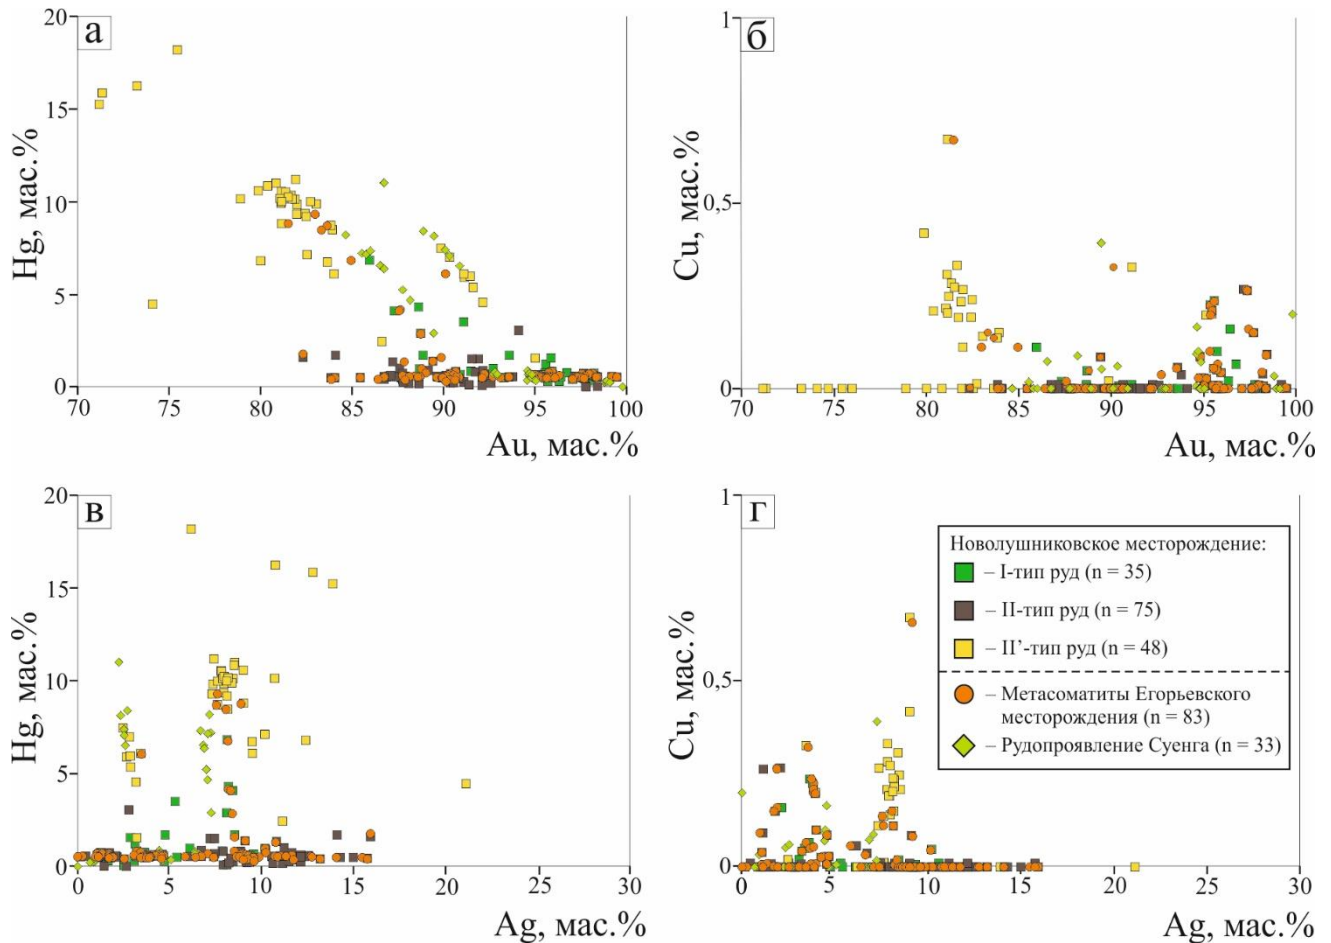 а
20
15
10
5
0
Hg, мас.%
70
75
80
85
90
95
100
Au, мас.%
б
1
0,5
0
Cu, мас.%
70
75
80
85
90
95
100
Au, мас.%
в
20
15
10
5
0
Hg, мас.%
0
5
10
15
20
25
30
Ag, мас.%
г
1
0,5
0
Cu, мас.%
0
5
10
15
20
25
30
Ag, мас.%
Новолушниковское месторождение:
– I-тип руд (n = 35)
– II-тип руд (n = 75)
– II’-тип руд (n = 48)
– Метасоматиты Егорьевского
месторождения (n = 83)
– Рудопроявление Суенга (n = 33)